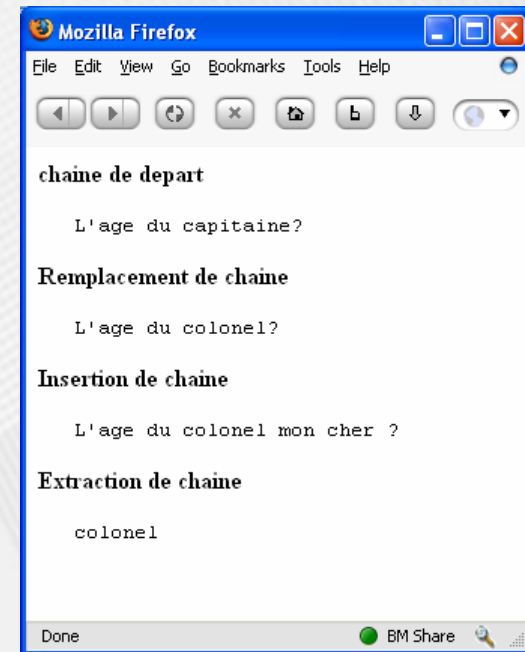 Mozilla Firefox
File Edit View Go Bookmarks Tools Help
chaine de depart
L'age du capitaine?
Remplacement de chaine
L'age du colonel?
Insertion de chaine
L'age du colonel mon cher ?
Extraction de chaine
colonel
Done BM Share